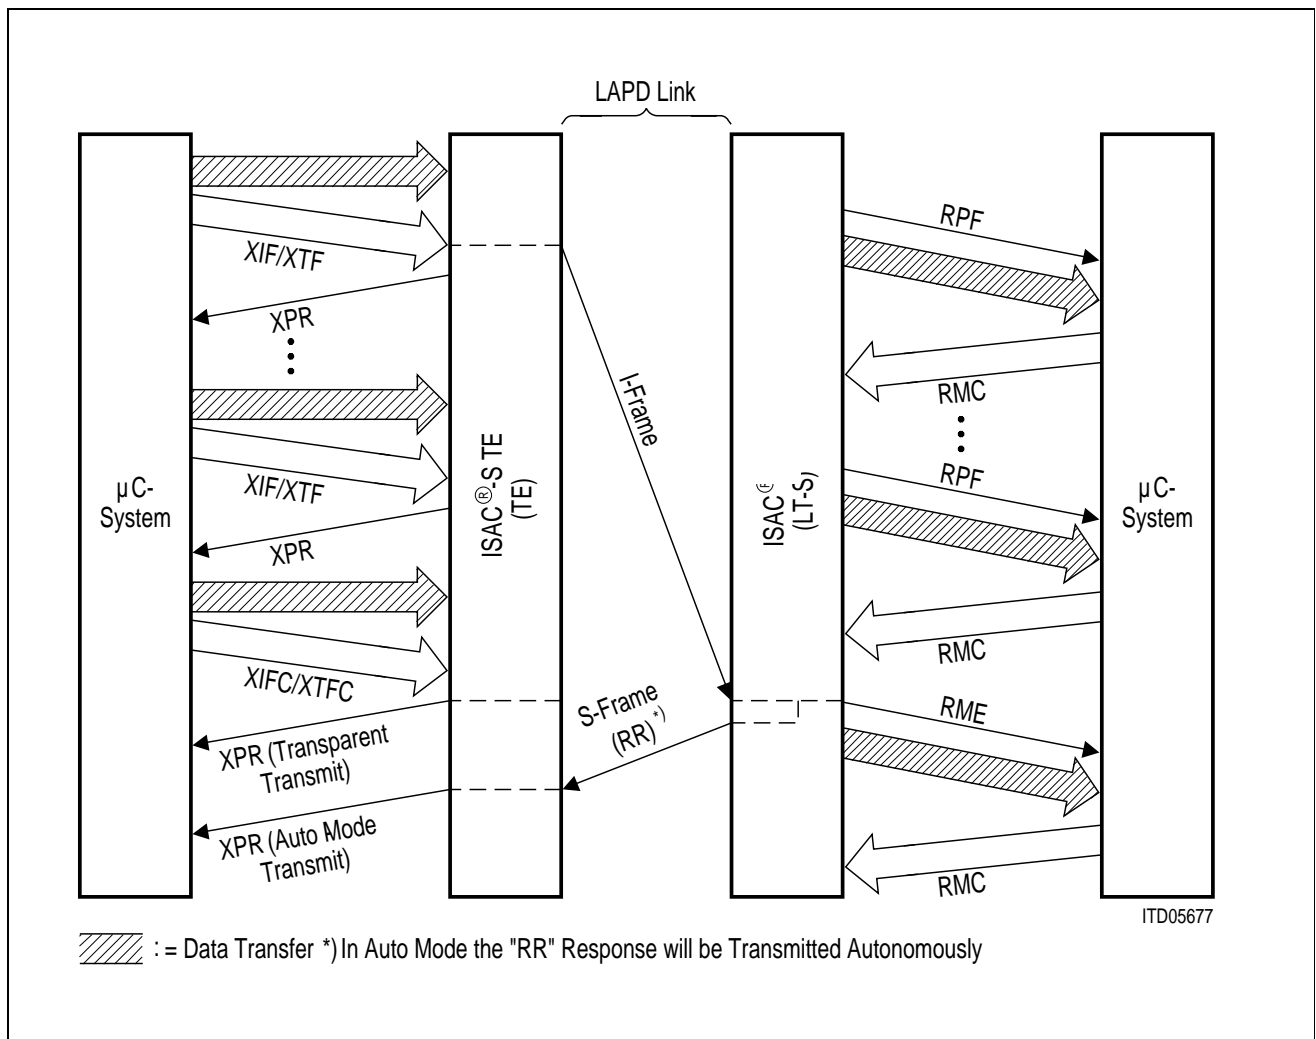 LAPD Link
XIF/XTF
XPR
XIF/XTF
XPR
XIFC/XTFC
XPR (Transparent
Transmit)
XPR (Auto Mode
Transmit)
µC-
System
ISAC®-S TE
(TE)
I-Frame
S-Frame
(RR)*)
ISAC®
(LT-S)
RPF
RMC
RPF
RMC
RME
RMC
µC-
System
ITD05677
: = Data Transfer *) In Auto Mode the "RR" Response will be Transmitted Autonomously